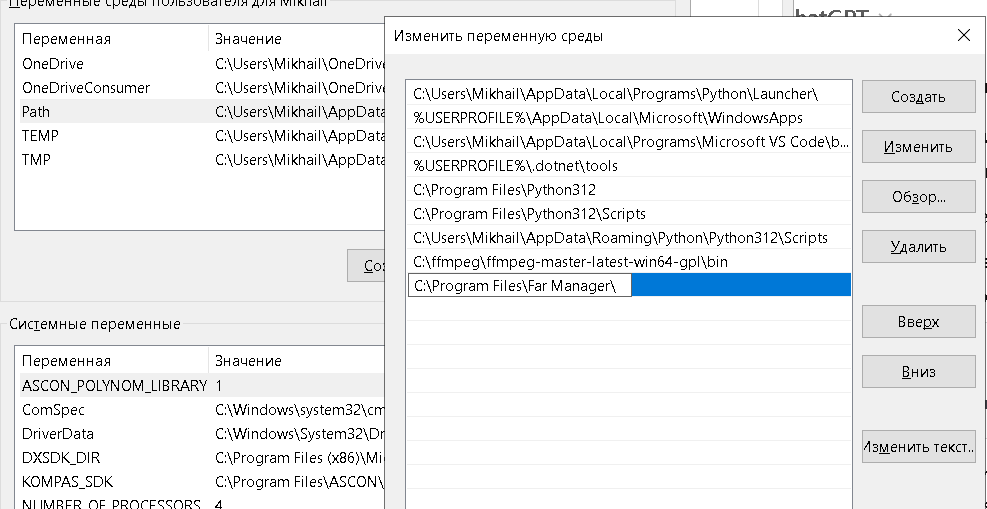 Переменные среды пользователя для Mikhail
Переменная Значение
OneDrive C:\Users\Mikhail\OneDrive
OneDriveConsumer C:\Users\Mikhail\OneDrive
Path C:\Users\Mikhail\AppData
TEMP C:\Users\Mikhail\AppData
TMP C:\Users\Mikhail\AppData
Соз
Системные переменные
Переменная Значение
ASCON_POLYNOM_LIBRARY 1
ComSpec C:\Windows\system32\cm
DriverData C:\Windows\System32\Dr
DXSDK_DIR C:\Program Files (x86)\Mic
KOMPAS_SDK C:\Program Files\ASCON\
NUMBER_OF_PROCESSORS 4
hatGPT
Изменить переменную среды
C:\Users\Mikhail\AppData\Local\Programs\Python\Launcher\
%USERPROFILE%\AppData\Local\Microsoft\WindowsApps
C:\Users\Mikhail\AppData\Local\Programs\Microsoft VS Code\b...
%USERPROFILE%\.dotnet\tools
C:\Program Files\Python312
C:\Program Files\Python312\Scripts
C:\Users\Mikhail\AppData\Roaming\Python\Python312\Scripts
C:\ffmpeg\ffmpeg-master-latest-win64-gpl\bin
C:\Program Files\Far Manager\
Создать
Изменить
Обзор...
Удалить
Вверх
Вниз
Изменить текст...